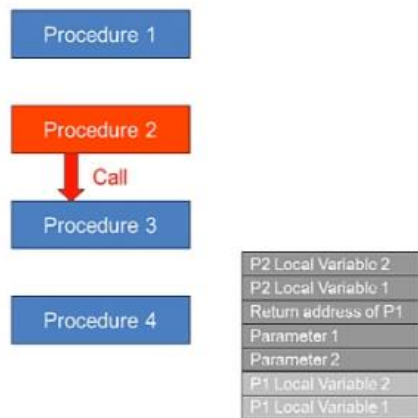 Procedure 1
Procedure 2
Call
Procedure 3
Procedure 4
P2 Local Variable 2
P2 Local Variable 1
Return address of P1
Parameter 1
Parameter 2
P1 Local Variable 2
P1 Local Variable 1